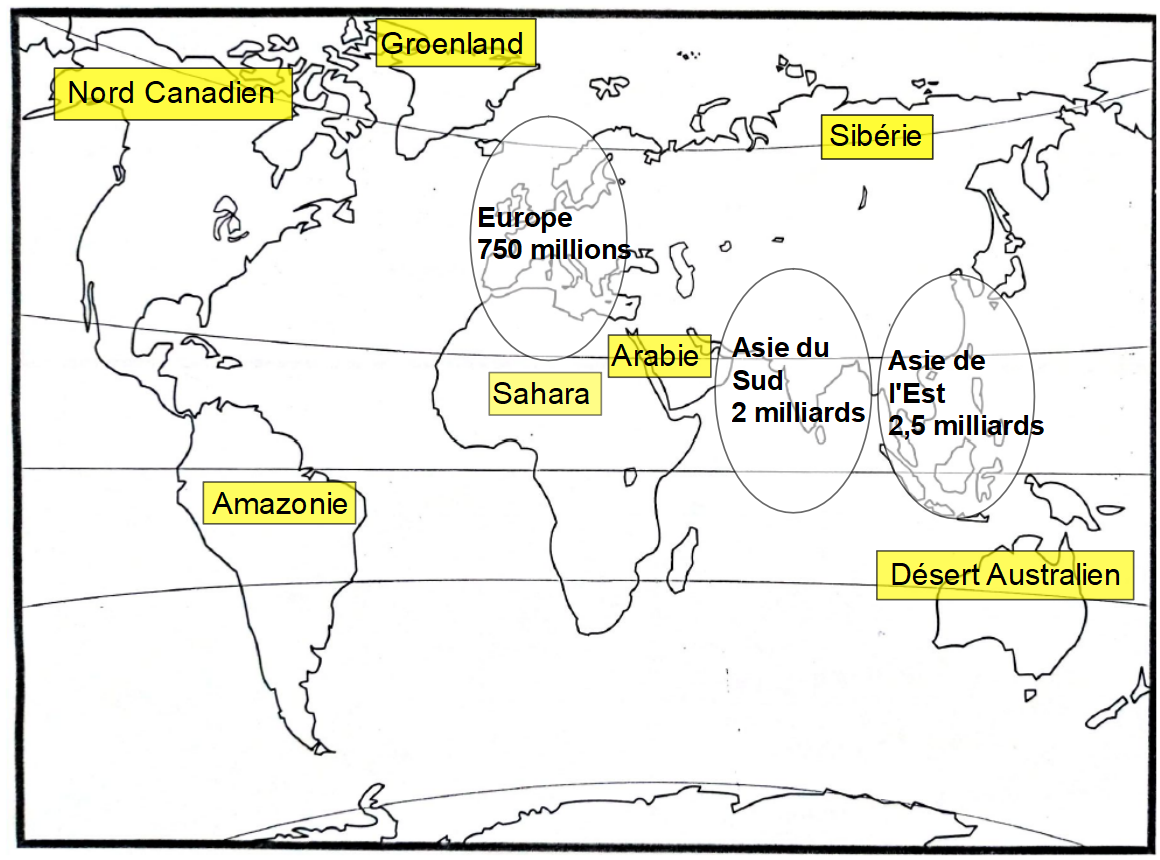 Groenland
Nord Canadien
Sibérie
Europe
750 millions
Arabie
Asie du
Sud
2 milliards
Asie de
l'Est
2,5 milliards
Sahara
Amazonie
Désert Australien